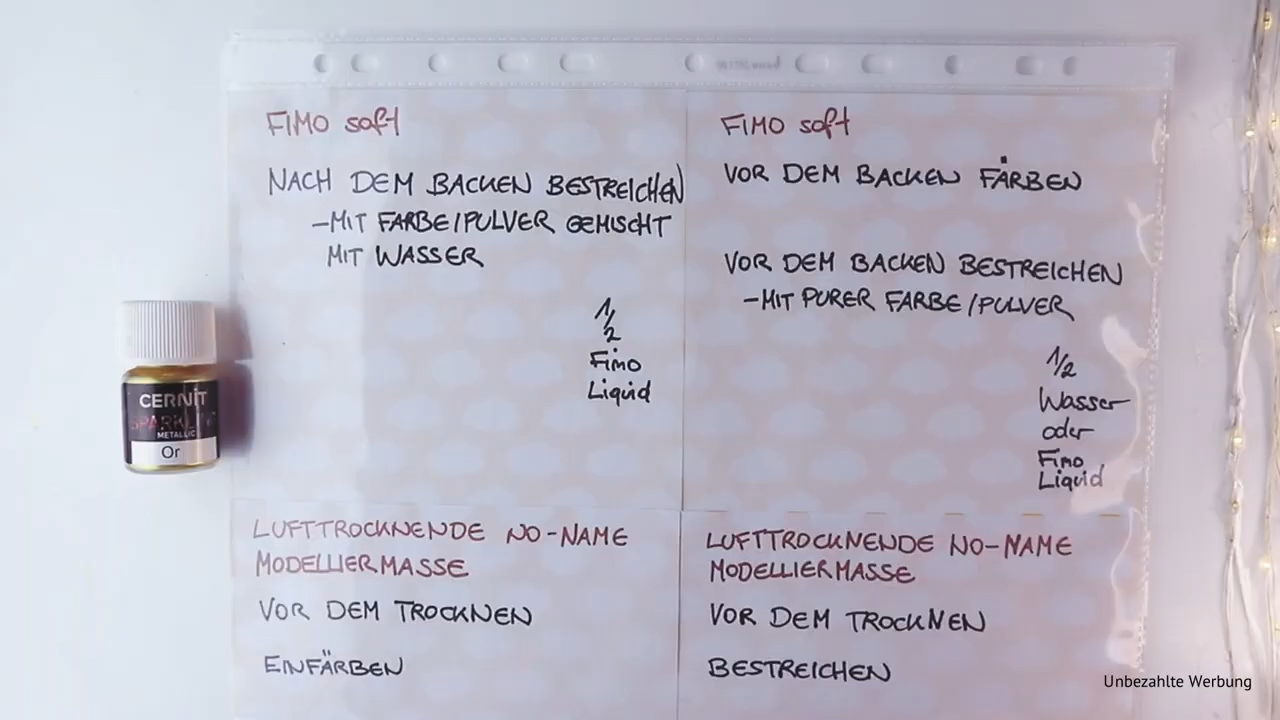 FIMO soft
NACH DEM BACKEN BESTREICHEN
-MIT FARBE/PULVER GEMISCHT
MIT WASSER
1/2
Fimo
Liquid
FIMO soft
VOR DEM BACKEN FÄRBEN
VOR DEM BACKEN BESTREICHEN
-MIT PURER FARBE/PULVER
1/2
Wasser
oder
Fimo
Liquid
CERNIT
SPARKLING
METALLIC
Or
LUFTTROCKNENDE NO-NAME
MODELLIERMASSE
VOR DEM TROCKNEN
EINFÄRBEN
LUFTTROCKNENDE NO-NAME
MODELLIERMASSE
VOR DEM TROCKNEN
BESTREICHEN
Unbezahlte Werbung